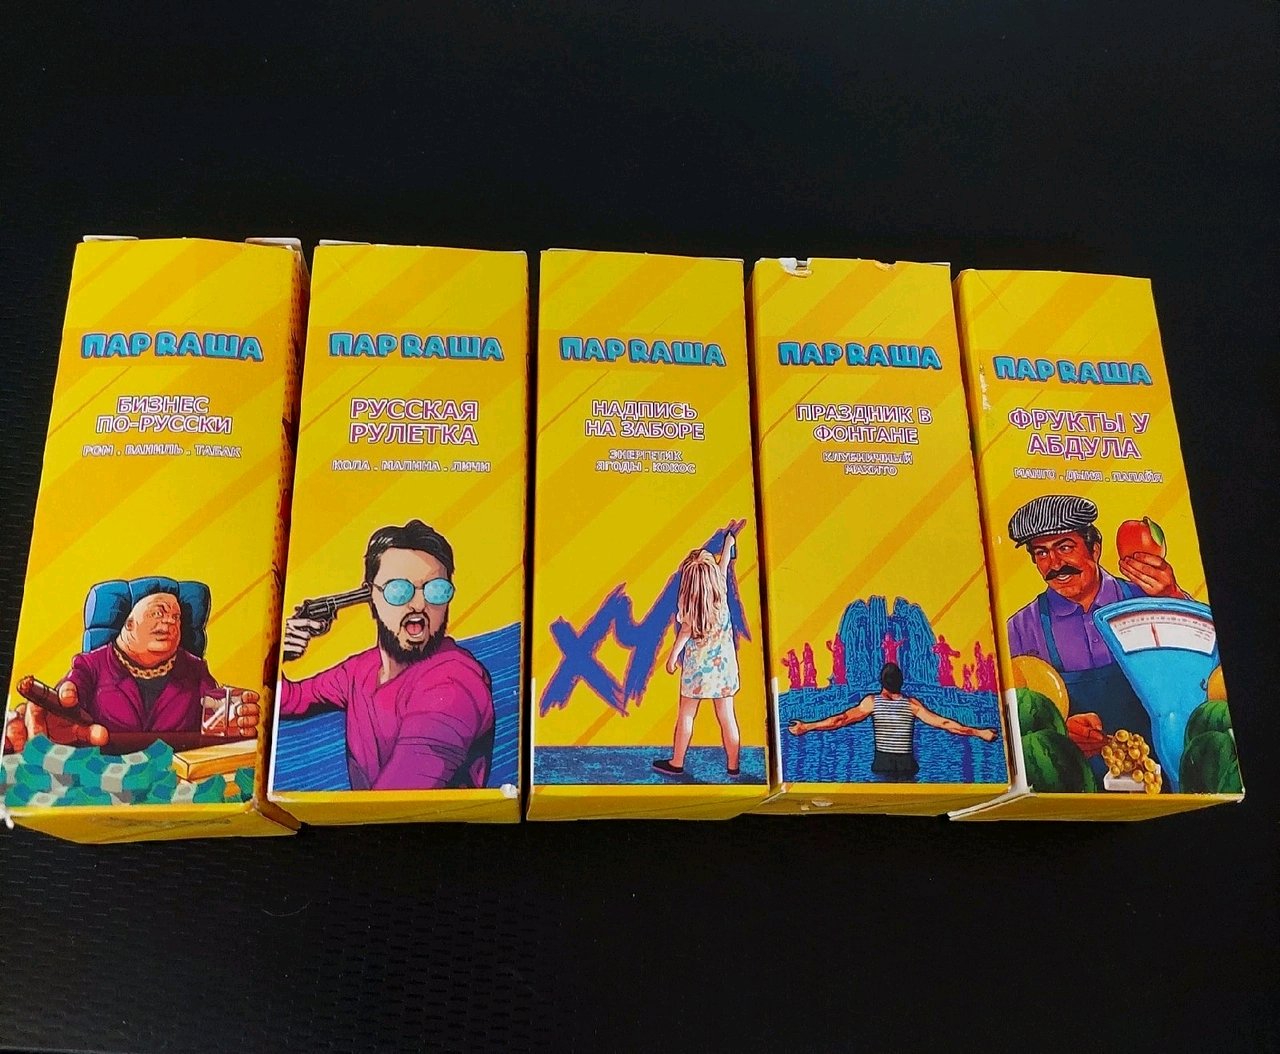 ПАР RАША
БИЗНЕС
ПО-РУССКИ
РОМ . ВАНИЛЬ . ТАБАК
ПАР RАША
РУССКАЯ
РУЛЕТКА
КОЛА . МАЛИНА . ЛИЧИ
ПАР RАША
НАДПИСЬ
НА ЗАБОРЕ
ЭНЕРГЕТИК
ЯГОДЫ . КОКОС
ХУ
ПАР RАША
ПРАЗДНИК В
ФОНТАНЕ
КЛУБНИЧНЫЙ
МАХИТО
ПАР RАША
ФРУКТЫ У
АБДУЛА
МАНГО . ДЫНЯ . ПАПАЙЯ